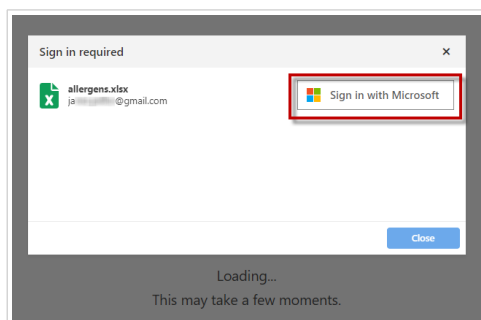 Sign in required ×
allergens.xlsx
ja @gmail.com
Sign in with Microsoft
Close
Loading...
This may take a few moments.